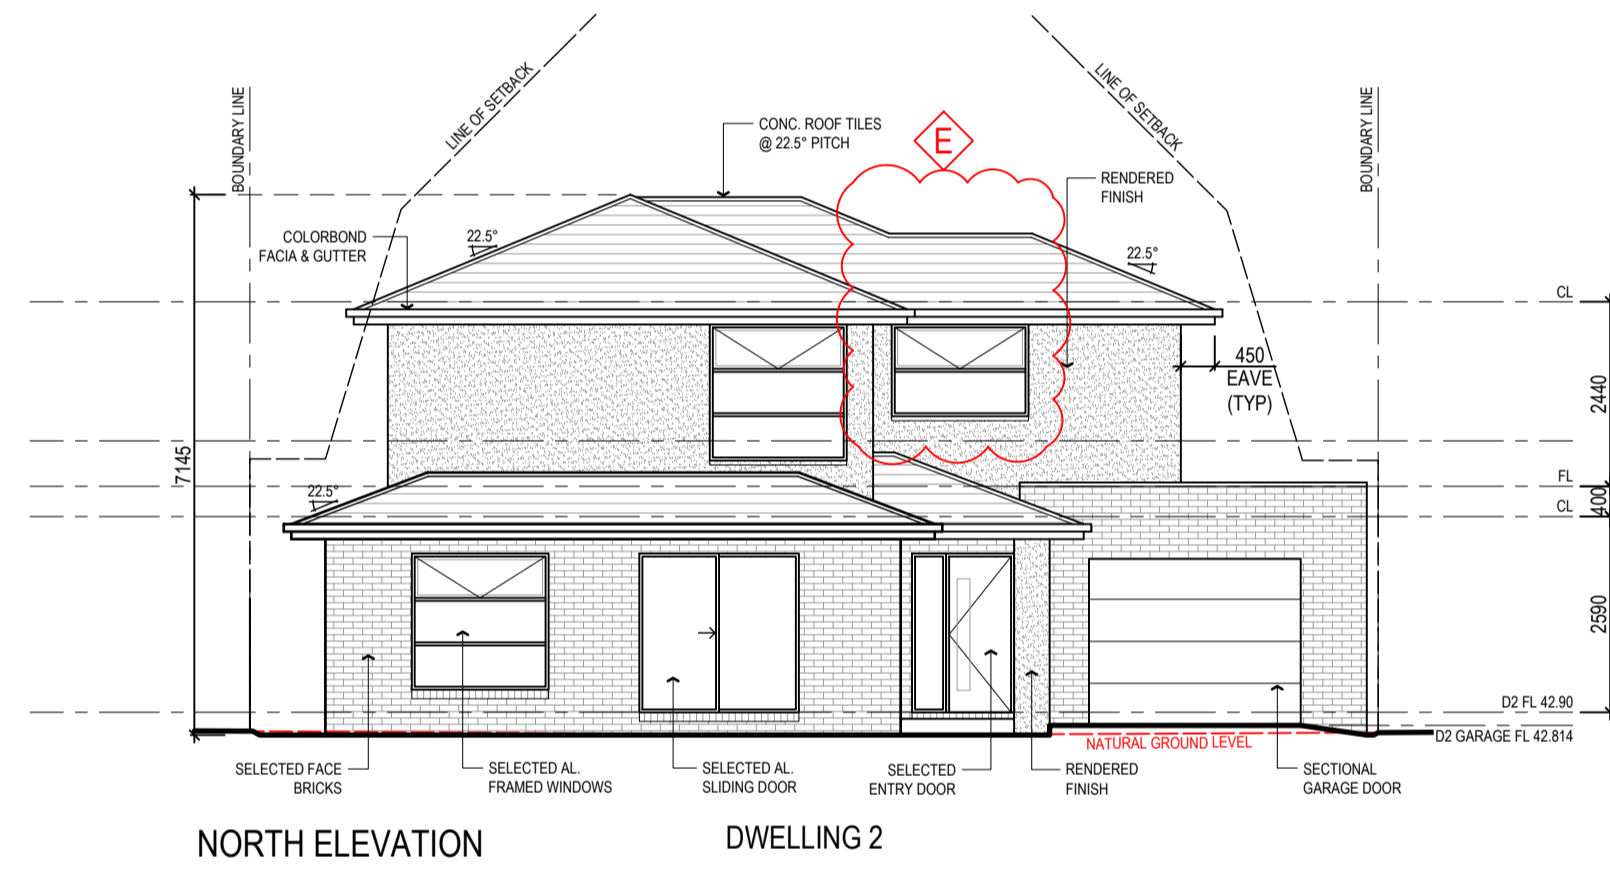 LINE OF SETBACK
LINE OF SETBACK
BOUNDARY LINE
BOUNDARY LINE
CONC. ROOF TILES
@ 22.5° PITCH
E
RENDERED
FINISH
COLORBOND
FACIA & GUTTER
22.5°
22.5°
CL
450
EAVE
(TYP)
2440
7145
22.5°
FL
400
CL
2590
D2 FL 42.90
D2 GARAGE FL 42.814
NATURAL GROUND LEVEL
SELECTED FACE
BRICKS
SELECTED AL.
FRAMED WINDOWS
SELECTED AL.
SLIDING DOOR
SELECTED
ENTRY DOOR
RENDERED
FINISH
SECTIONAL
GARAGE DOOR
NORTH ELEVATION
DWELLING 2